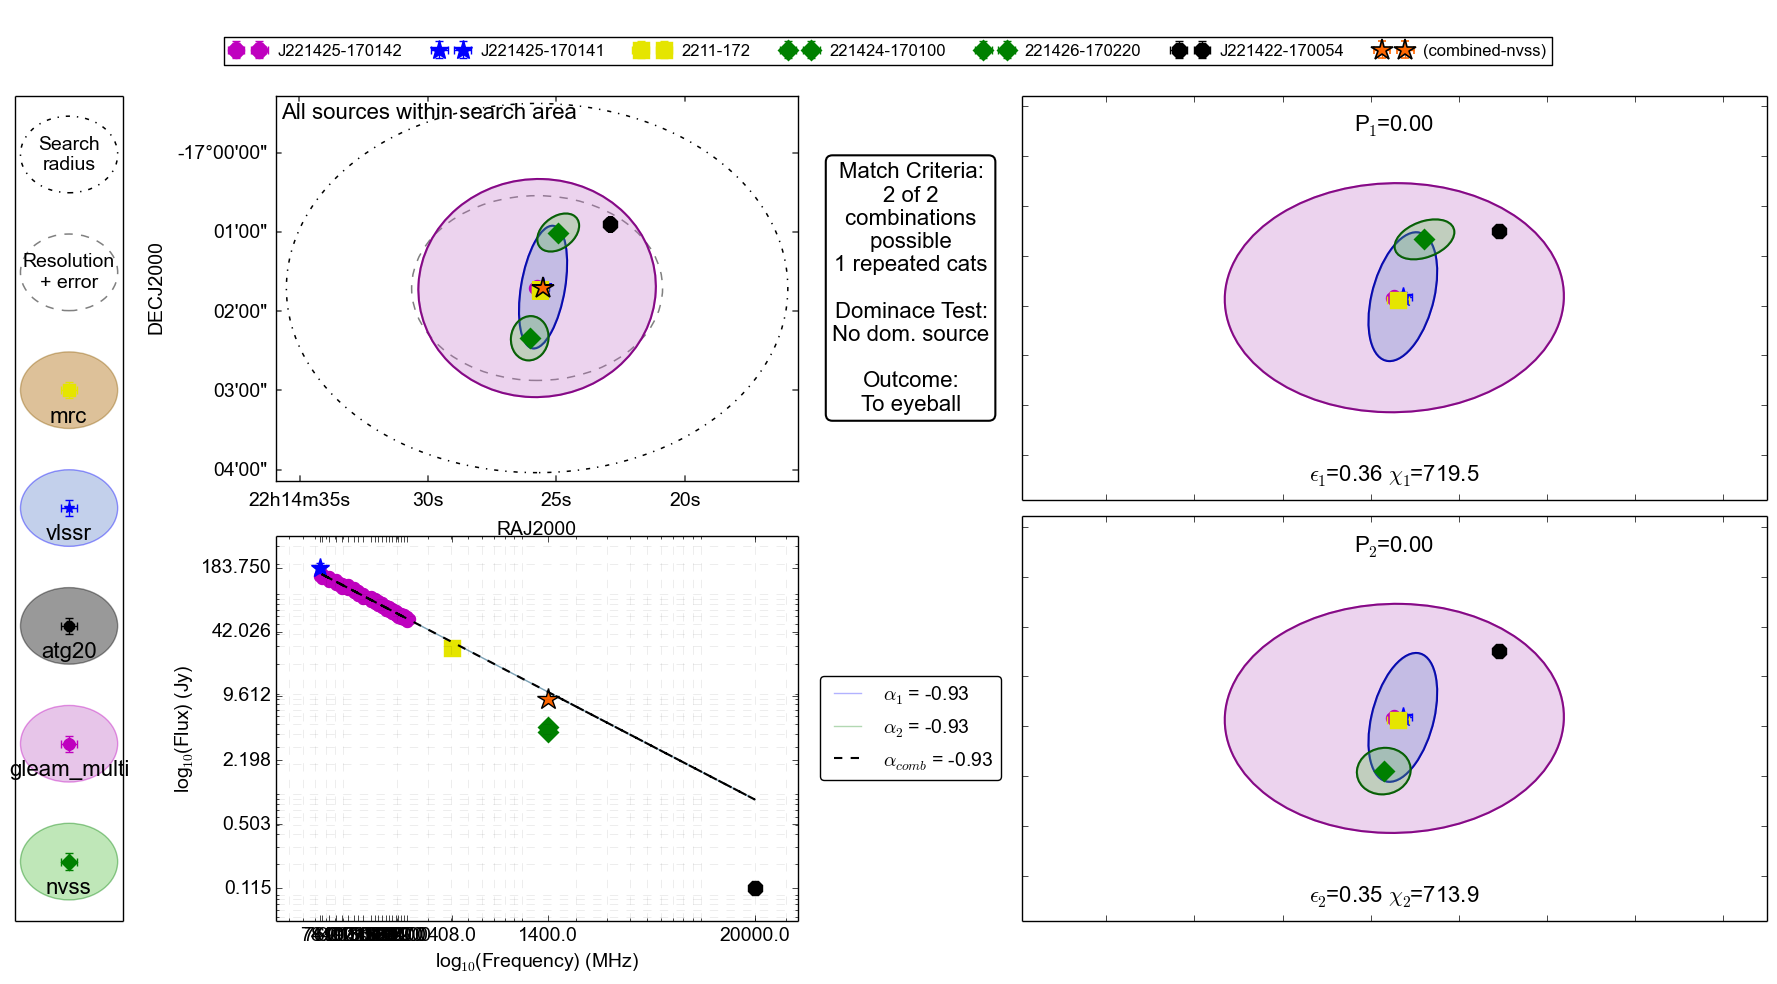 J221425-170142 J221425-170141 2211-172 221424-170100 221426-170220 J221422-170054 (combined-nvss)
Search
radius
Resolution
+ error
mrc
vlssr
atg20
gleam_multi
nvss
All sources within search area
DECJ2000
-17°00'00"
01'00"
02'00"
03'00"
04'00"
22h14m35s 30s 25s 20s
RAJ2000
Match Criteria:
2 of 2
combinations
possible
1 repeated cats
Dominace Test:
No dom. source
Outcome:
To eyeball
P1=0.00
ϵ1=0.36 χ1=719.5
log10(Flux) (Jy)
183.750
42.026
9.612
2.198
0.503
0.115
408.0 1400.0 20000.0
log10(Frequency) (MHz)
α1 = -0.93
α2 = -0.93
αcomb = -0.93
P2=0.00
ϵ2=0.35 χ2=713.9